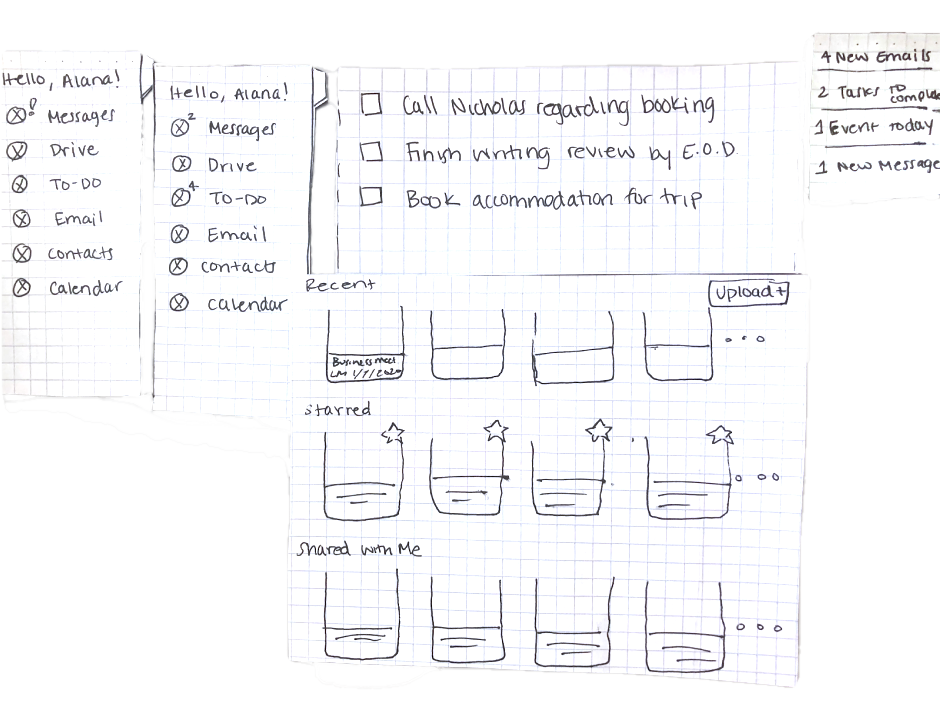 Hello, Alana!
! Messages
Drive
To-Do
Email
Contacts
Calendar
Hello, Alana!
2 Messages
Drive
4 To-Do
Email
Contacts
Calendar
Call Nicholas regarding booking
Finish writing review by E.O.D.
Book accommodation for trip
4 New Emails
2 Tasks to
complete
1 Event today
1 New Message
Recent
Upload +
Business meet
1/7/2020
Starred
Shared with Me